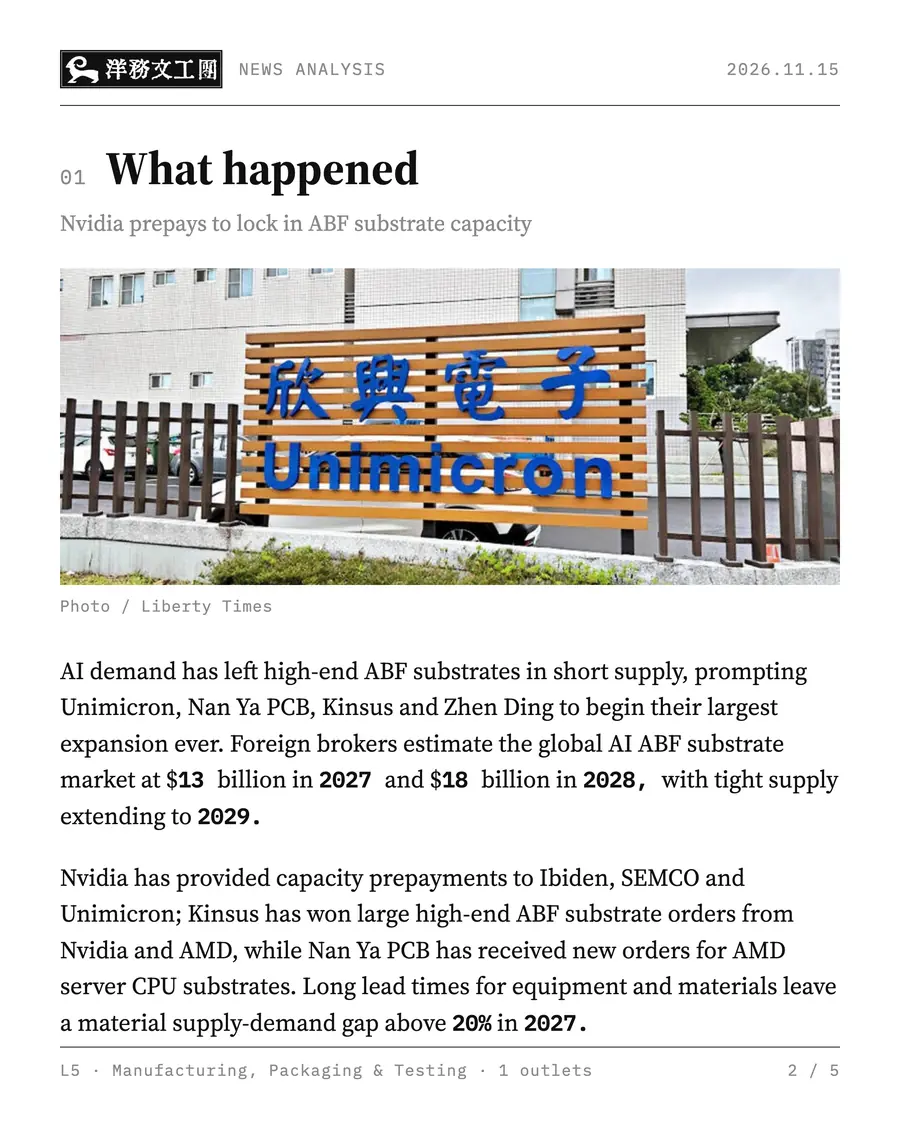 洋務文工團 NEWS ANALYSIS 2026.11.15
01 What happened
Nvidia prepays to lock in ABF substrate capacity
欣興電子
Unimicron
Photo / Liberty Times
AI demand has left high-end ABF substrates in short supply, prompting
Unimicron, Nan Ya PCB, Kinsus and Zhen Ding to begin their largest
expansion ever. Foreign brokers estimate the global AI ABF substrate
market at $13 billion in 2027 and $18 billion in 2028, with tight supply
extending to 2029.
Nvidia has provided capacity prepayments to Ibiden, SEMCO and
Unimicron; Kinsus has won large high-end ABF substrate orders from
Nvidia and AMD, while Nan Ya PCB has received new orders for AMD
server CPU substrates. Long lead times for equipment and materials leave
a material supply-demand gap above 20% in 2027.
L5 · Manufacturing, Packaging & Testing · 1 outlets 2 / 5